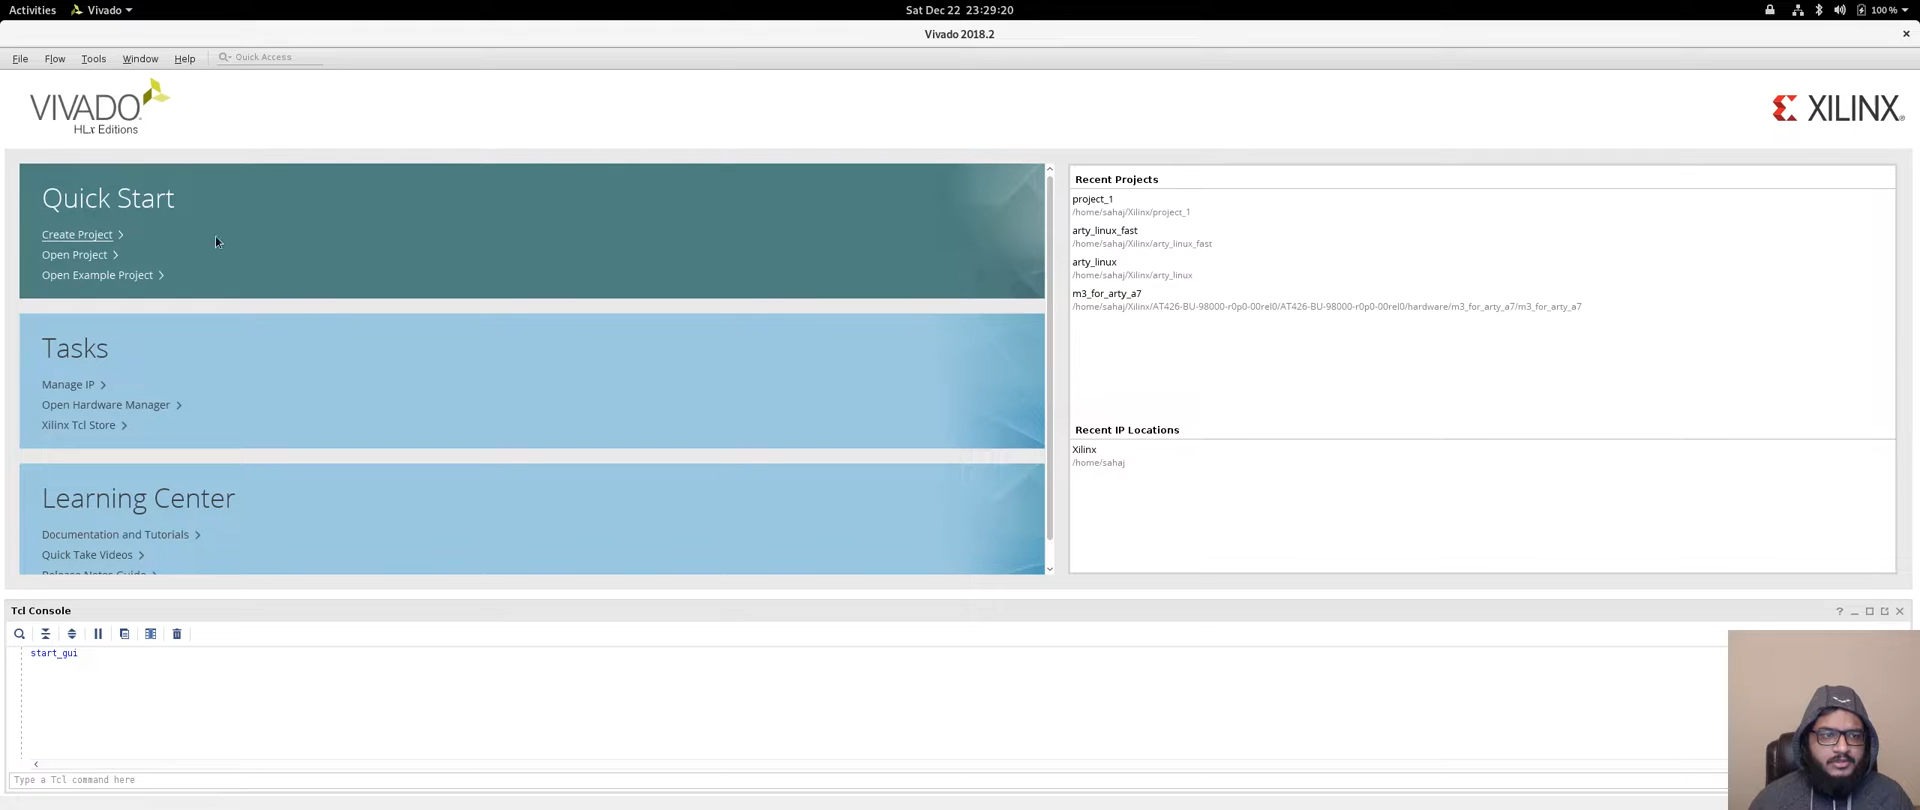 Activities Vivado Sat Dec 22 23:29:20 100 %
Vivado 2018.2
File Flow Tools Window Help Quick Access
VIVADO
HLx Editions
XILINX
Quick Start
Create Project
Open Project
Open Example Project
Tasks
Manage IP
Open Hardware Manager
Xilinx Tcl Store
Learning Center
Documentation and Tutorials
Quick Take Videos
Release Notes Guide
Recent Projects
project_1
/home/sahaj/Xilinx/project_1
arty_linux_fast
/home/sahaj/Xilinx/arty_linux_fast
arty_linux
/home/sahaj/Xilinx/arty_linux
m3_for_arty_a7
/home/sahaj/Xilinx/AT426-BU-98000-r0p0-00rel0/AT426-BU-98000-r0p0-00rel0/hardware/m3_for_arty_a7/m3_for_arty_a7
Recent IP Locations
Xilinx
/home/sahaj
Tcl Console
start_gui
Type a Tcl command here